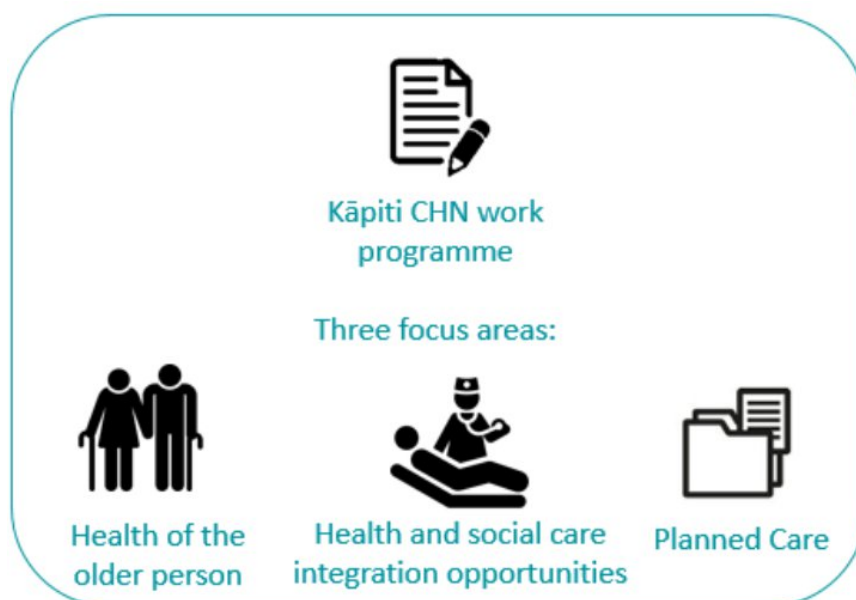 Kāpiti CHN work
programme
Three focus areas:
Health of the
older person
Health and social care
integration opportunities
Planned Care